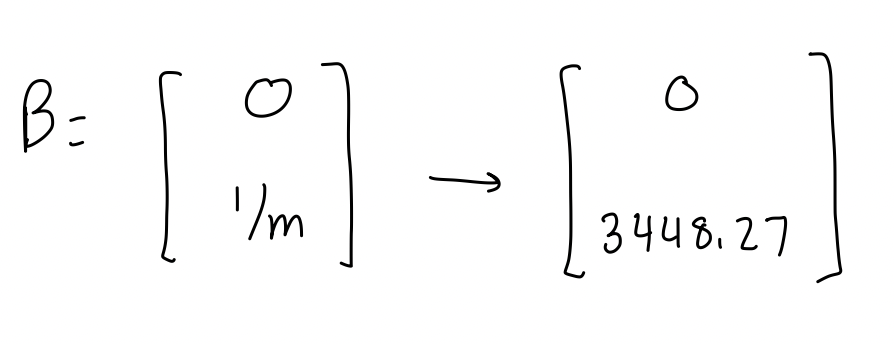 B = [ 0 ] → [ 0 ]
[ 1/m ] [ 3448.27 ]